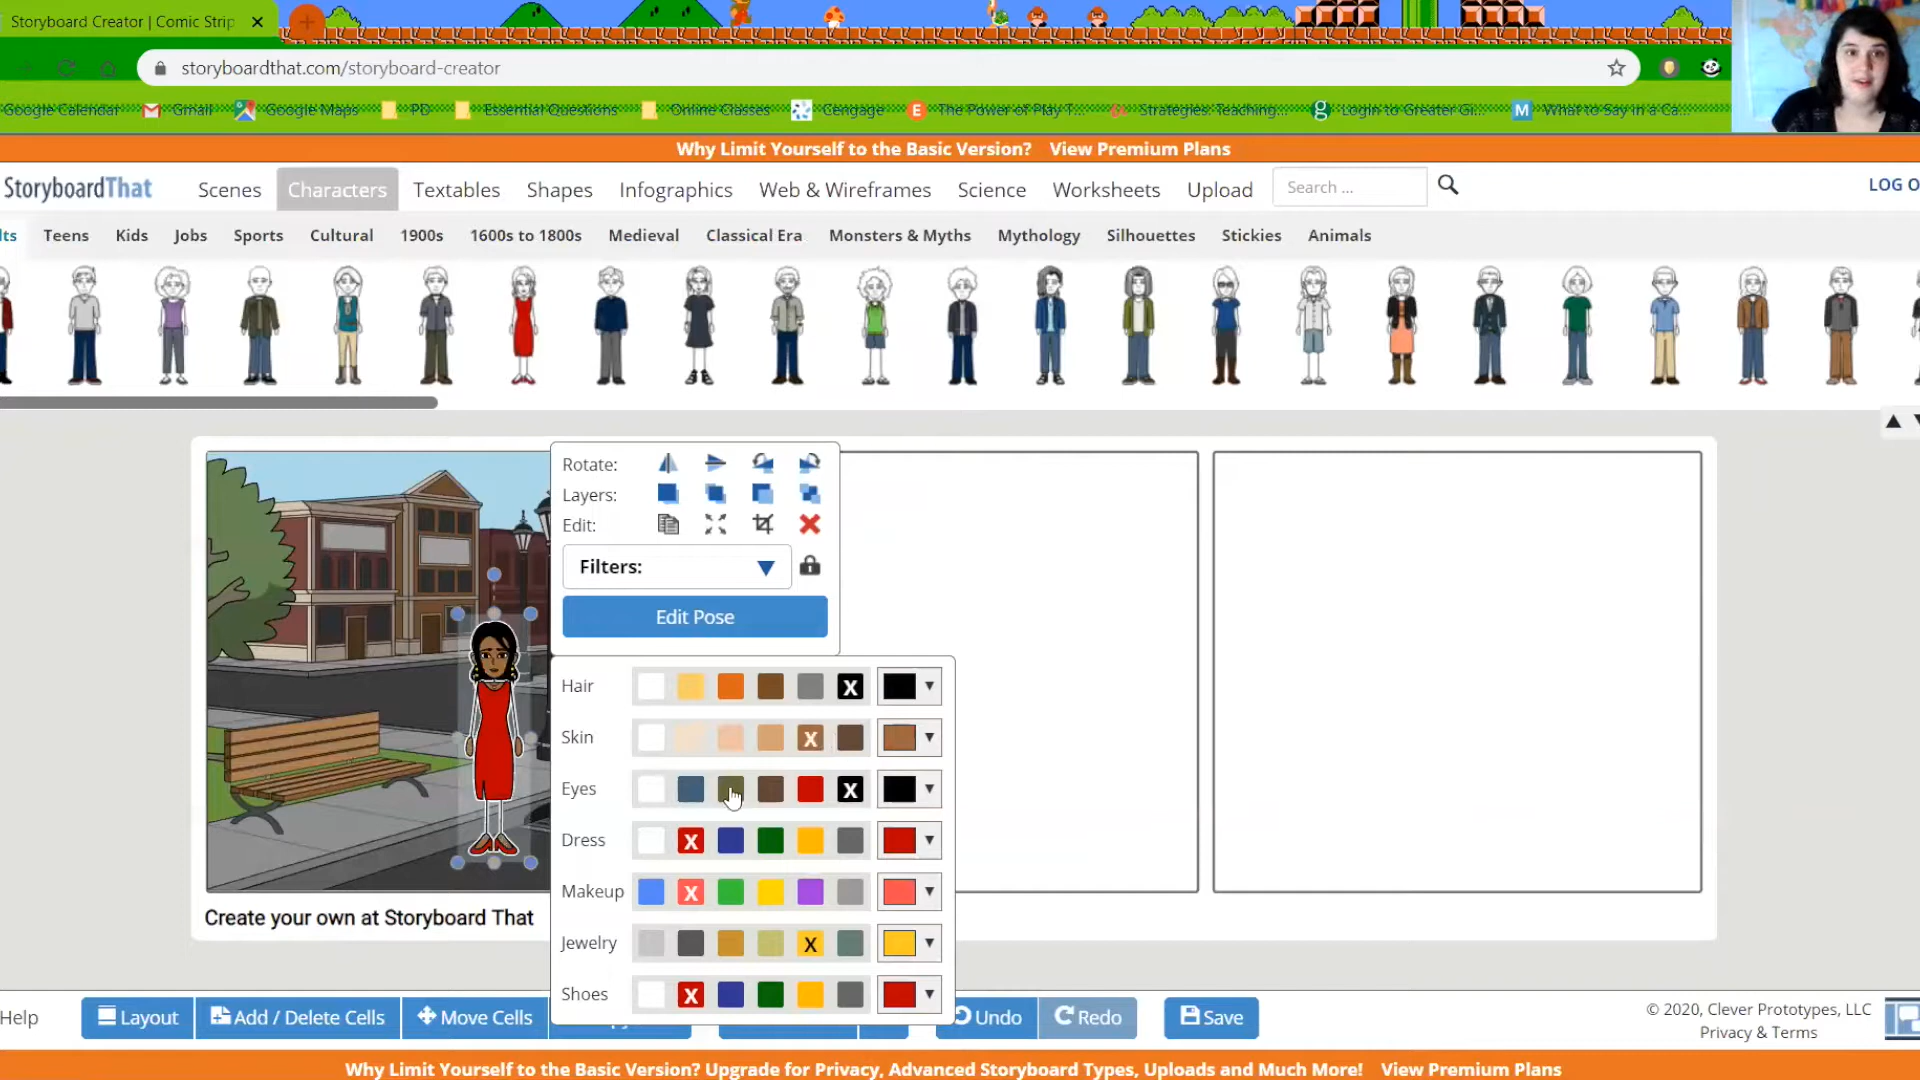 Storyboard Creator | Comic Strip
storyboardthat.com/storyboard-creator
Google Calendar Gmail Google Maps PD Essential Questions Online Classes Cengage The Power of Play T... Strategies: Teaching... Login to Greater Gi... What to Say in a Ca...
Why Limit Yourself to the Basic Version? View Premium Plans
StoryboardThat Scenes Characters Textables Shapes Infographics Web & Wireframes Science Worksheets Upload Search ... LOG O
lts Teens Kids Jobs Sports Cultural 1900s 1600s to 1800s Medieval Classical Era Monsters & Myths Mythology Silhouettes Stickies Animals
Rotate:
Layers:
Edit:
Filters:
Edit Pose
Hair X
Skin X
Eyes X
Dress X
Makeup X
Jewelry X
Shoes X
Create your own at Storyboard That
Help Layout Add / Delete Cells Move Cells Undo Redo Save
© 2020, Clever Prototypes, LLC
Privacy & Terms
Why Limit Yourself to the Basic Version? Upgrade for Privacy, Advanced Storyboard Types, Uploads and Much More! View Premium Plans